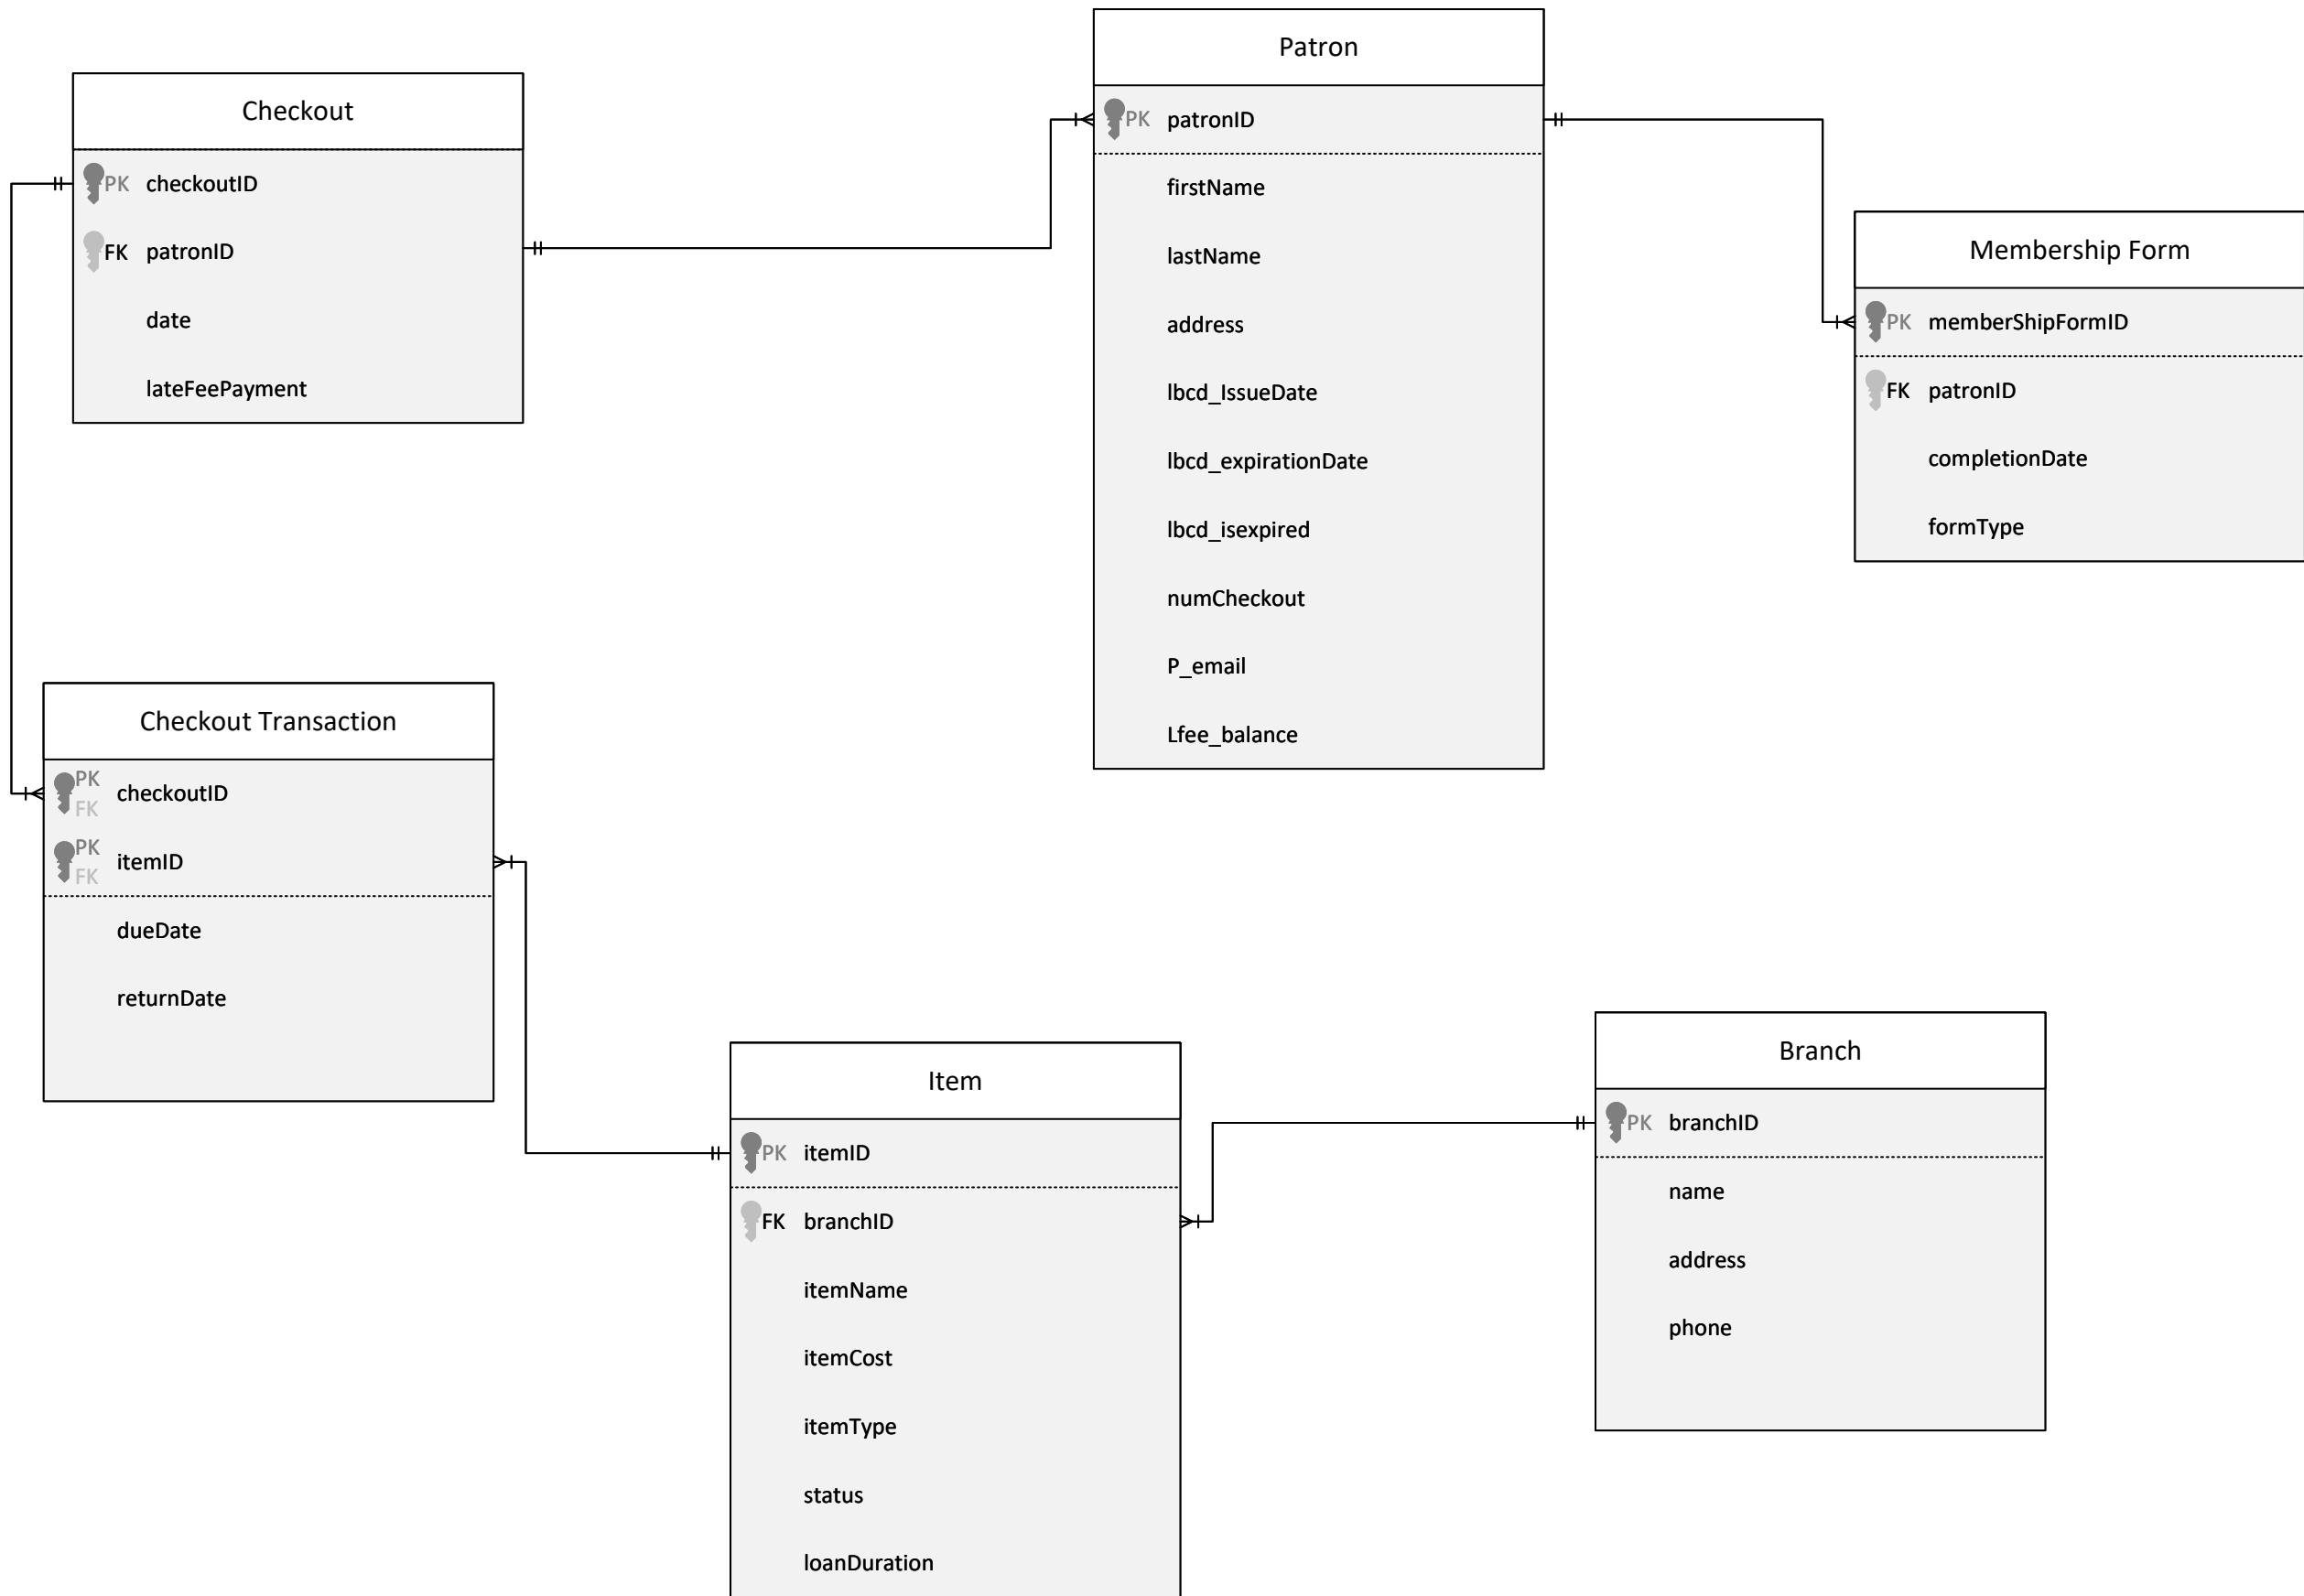 Patron
PK patronID
firstName
lastName
address
lbcd_IssueDate
lbcd_expirationDate
lbcd_isexpired
numCheckout
P_email
Lfee_balance
Checkout
PK checkoutID
FK patronID
date
lateFeePayment
Membership Form
PK memberShipFormID
FK patronID
completionDate
formType
Checkout Transaction
PK
FK checkoutID
PK
FK itemID
dueDate
returnDate
Item
PK itemID
FK branchID
itemName
itemCost
itemType
status
loanDuration
Branch
PK branchID
name
address
phone